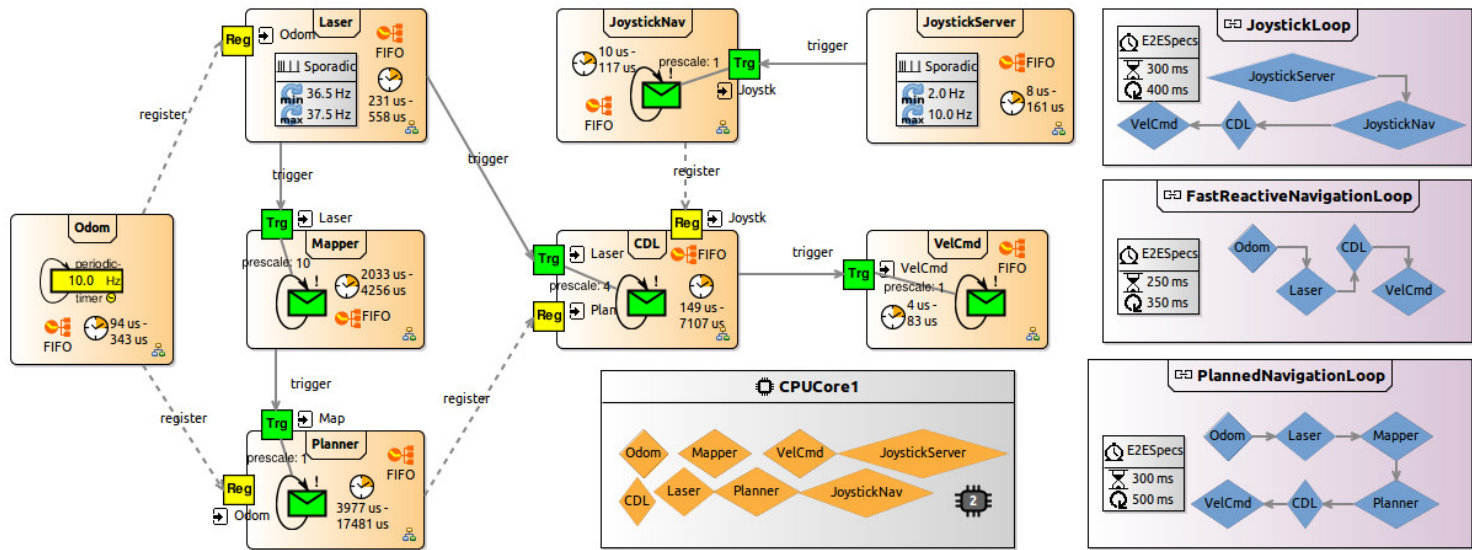 Laser
Reg
Odom
FIFO
Sporadic
min
36.5 Hz
max
37.5 Hz
231 us -
558 us
register
trigger
trigger
JoystickNav
10 us -
117 us
prescale: 1
!
Trg
Joystk
FIFO
trigger
JoystickServer
Sporadic
min
2.0 Hz
max
10.0 Hz
FIFO
8 us -
161 us
register
Odom
periodic-
10.0 Hz
timer
FIFO
94 us -
343 us
register
Trg
Laser
Mapper
prescale: 10
!
2033 us -
4256 us
FIFO
trigger
Trg
Map
Planner
prescale: 1
!
FIFO
Reg
Odom
3977 us -
17481 us
register
Reg
Joystk
CDL
Trg
Laser
FIFO
prescale: 4
!
Reg
Plan
149 us -
7107 us
trigger
VelCmd
Trg
VelCmd
FIFO
prescale: 1
!
4 us -
83 us
CPUCore1
Odom
Mapper
VelCmd
JoystickServer
CDL
Laser
Planner
JoystickNav
2
JoystickLoop
E2ESpecs
300 ms
400 ms
JoystickServer
VelCmd
CDL
JoystickNav
FastReactiveNavigationLoop
E2ESpecs
250 ms
350 ms
Odom
CDL
Laser
VelCmd
PlannedNavigationLoop
E2ESpecs
300 ms
500 ms
Odom
Laser
Mapper
VelCmd
CDL
Planner